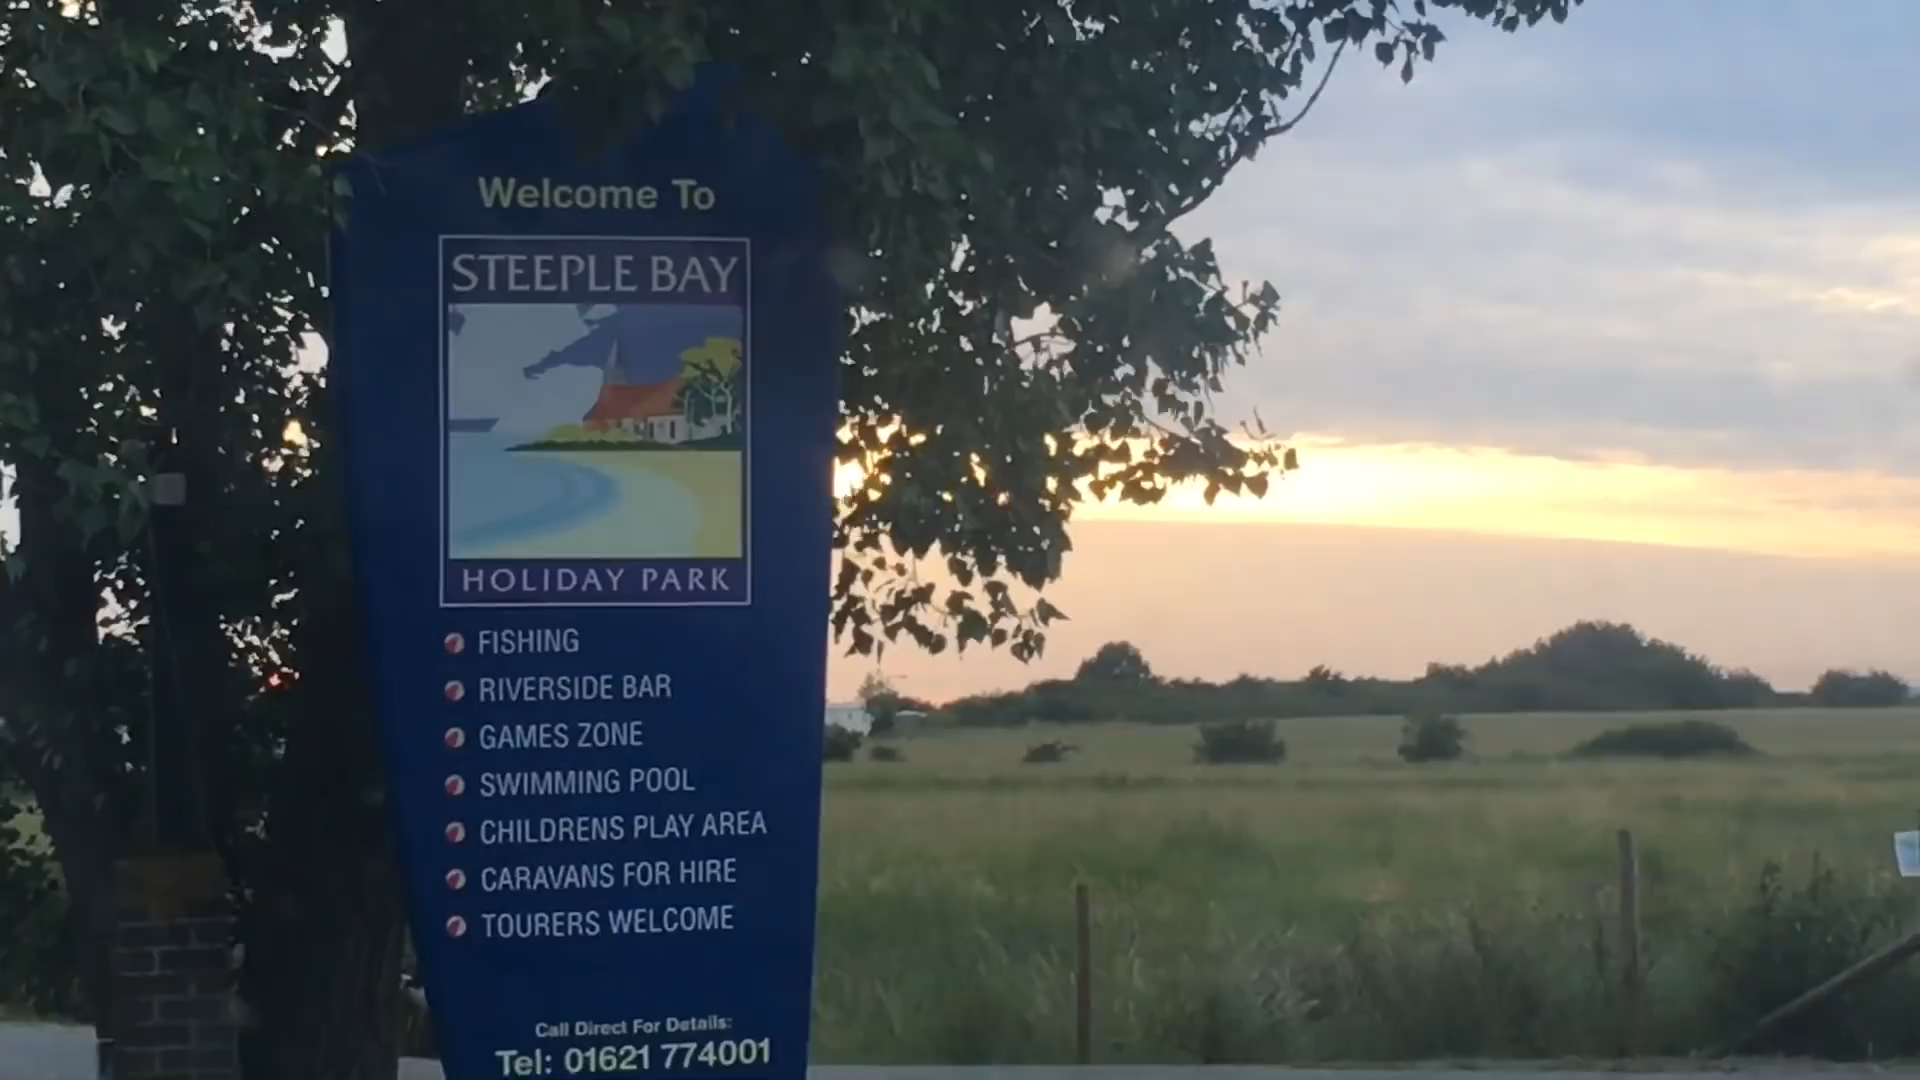 Welcome To
STEEPLE BAY
HOLIDAY PARK
FISHING
RIVERSIDE BAR
GAMES ZONE
SWIMMING POOL
CHILDRENS PLAY AREA
CARAVANS FOR HIRE
TOURERS WELCOME
Call Direct For Details:
Tel: 01621 774001